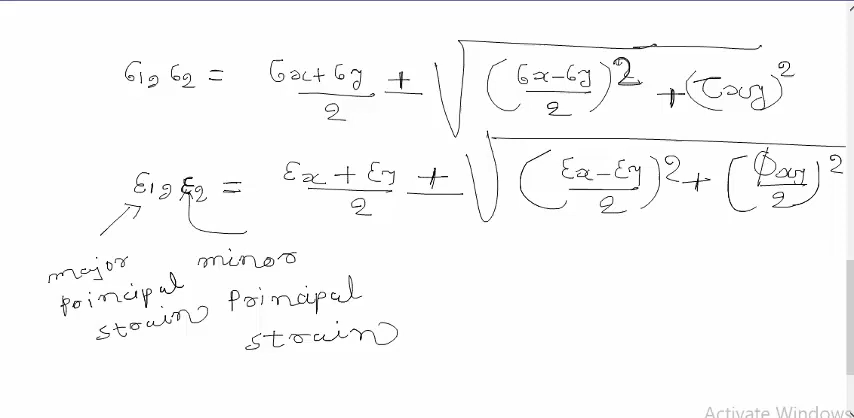 σ1, σ2 = σx + σy / 2 ± √((σx - σy / 2)^2 + (τxy)^2)
ε1, ε2 = εx + εy / 2 ± √((εx - εy / 2)^2 + (ϕxy / 2)^2)
major principal strain
minor principal strain
Activate Windows